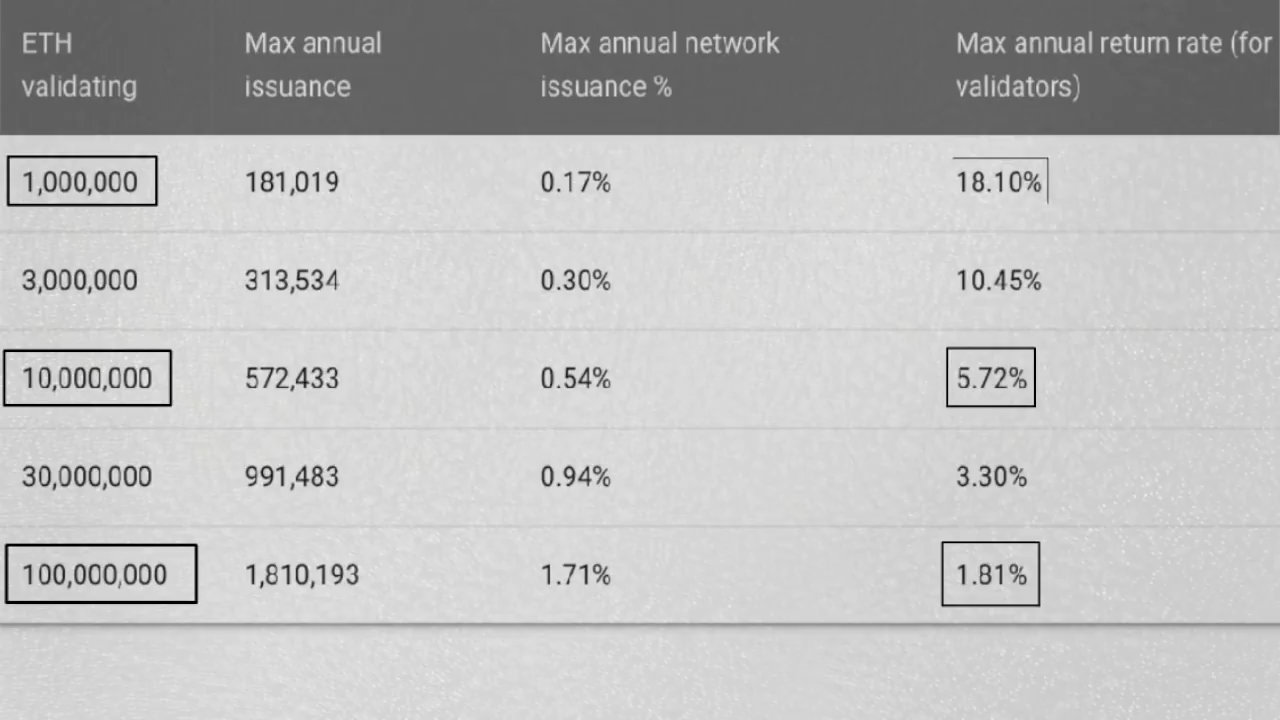 ETH validating	Max annual issuance	Max annual network issuance %	Max annual return rate (for validators)
1,000,000	181,019	0.17%	18.10%
3,000,000	313,534	0.30%	10.45%
10,000,000	572,433	0.54%	5.72%
30,000,000	991,483	0.94%	3.30%
100,000,000	1,810,193	1.71%	1.81%